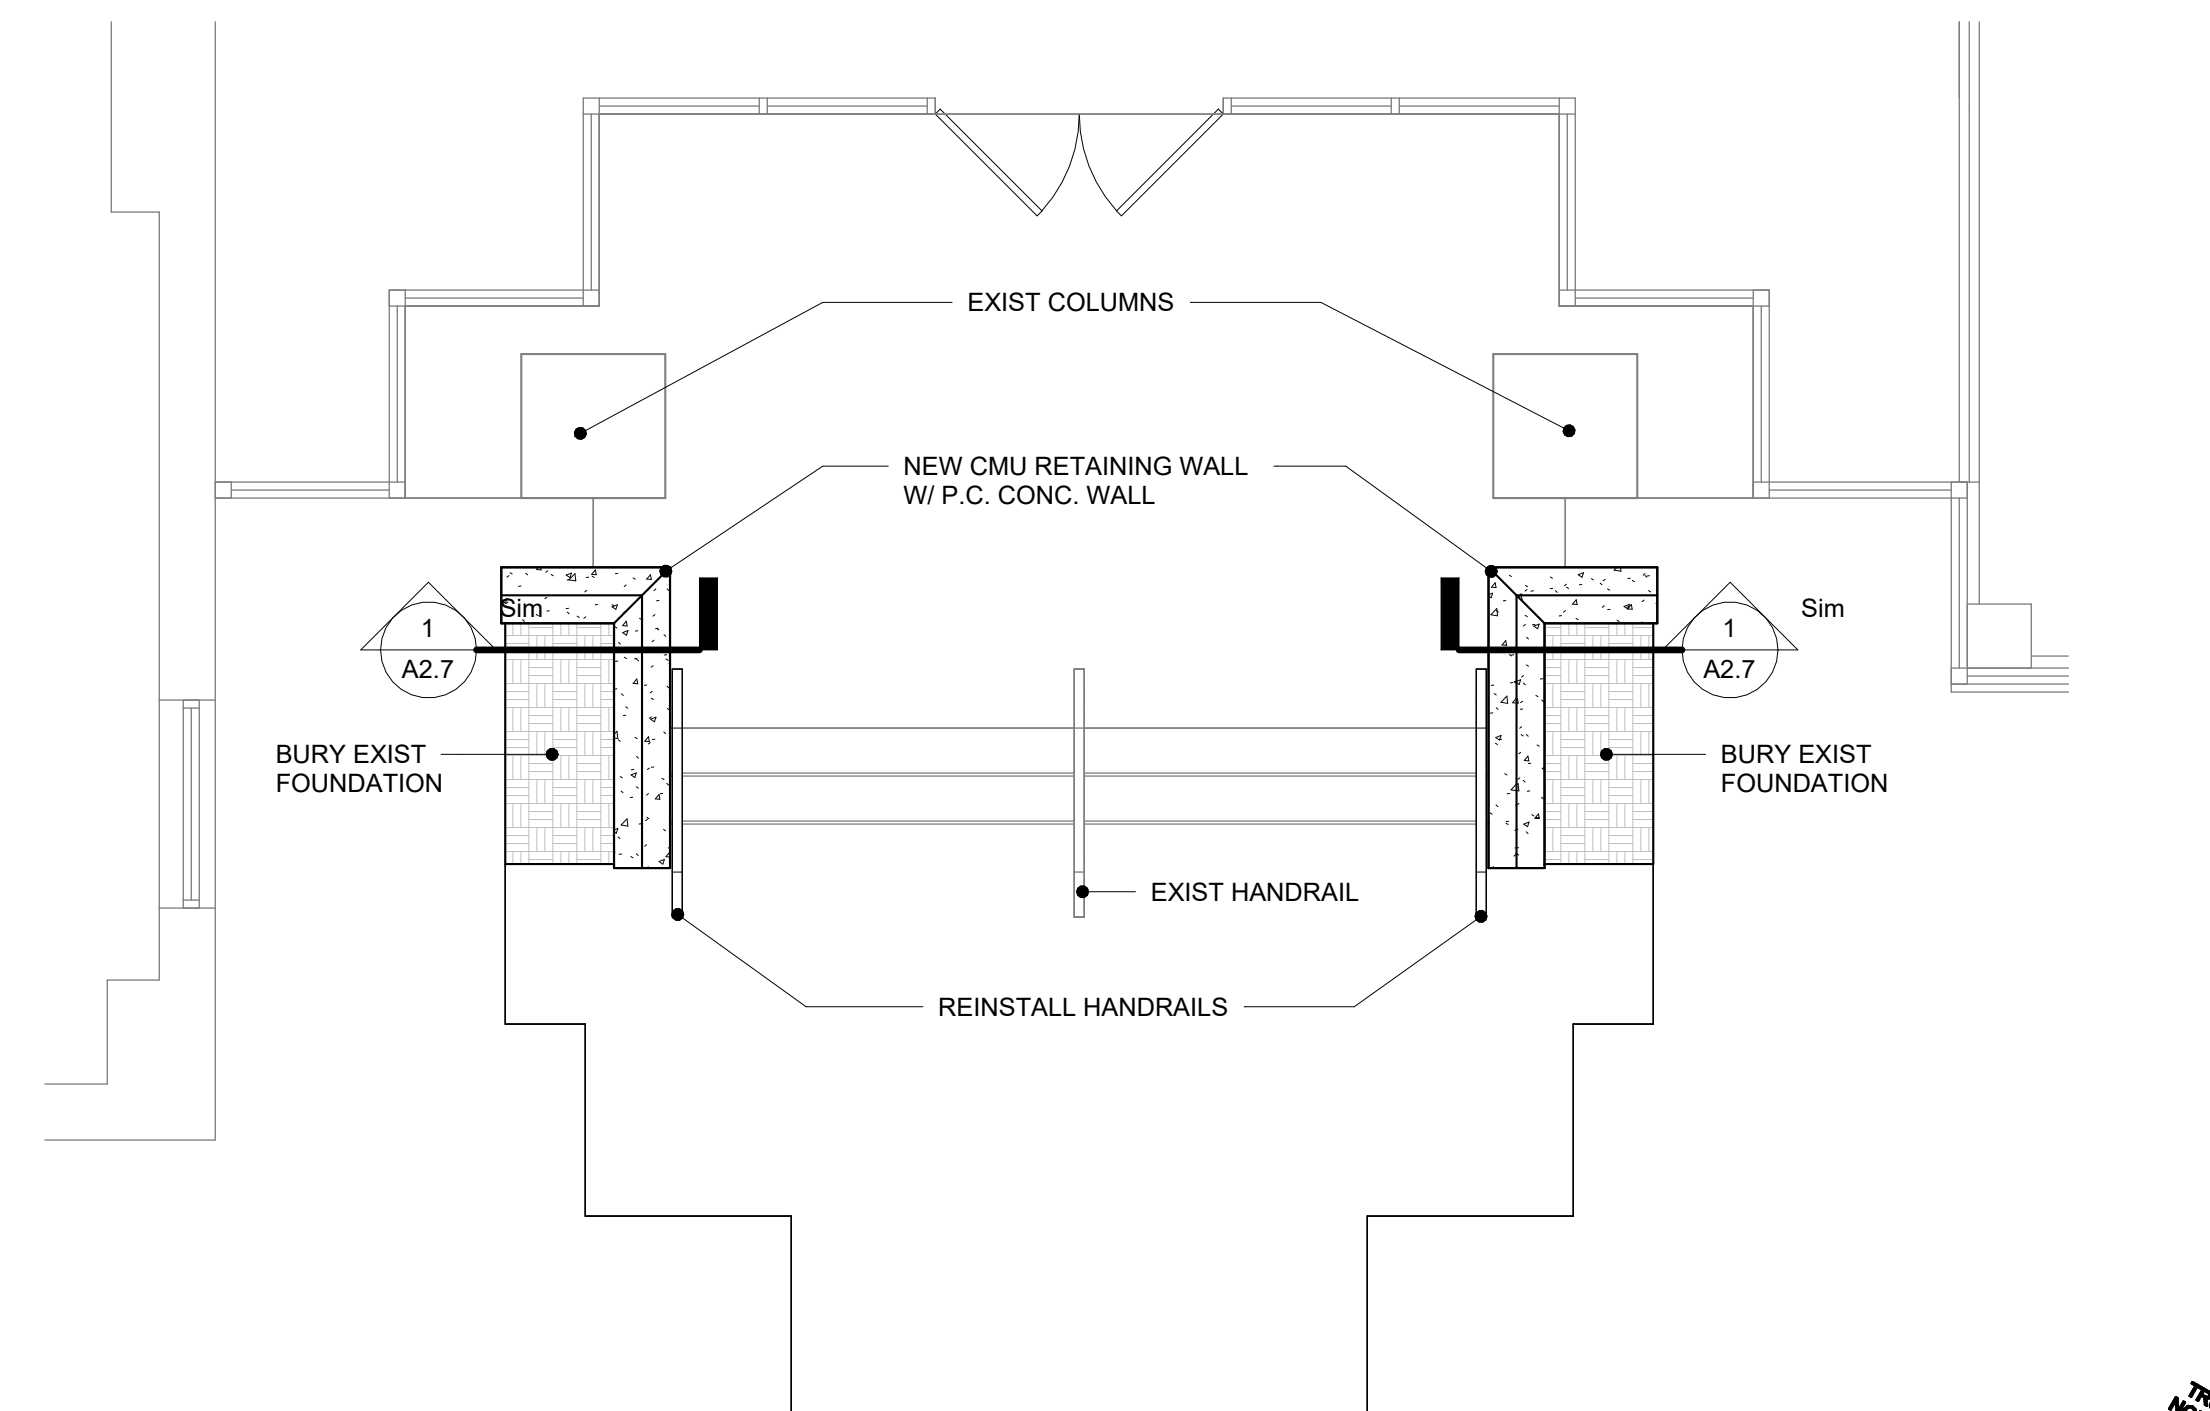 EXIST COLUMNS
NEW CMU RETAINING WALL
W/ P.C. CONC. WALL
Sim
1
A2.7
1
A2.7
Sim
BURY EXIST
FOUNDATION
BURY EXIST
FOUNDATION
EXIST HANDRAIL
REINSTALL HANDRAILS